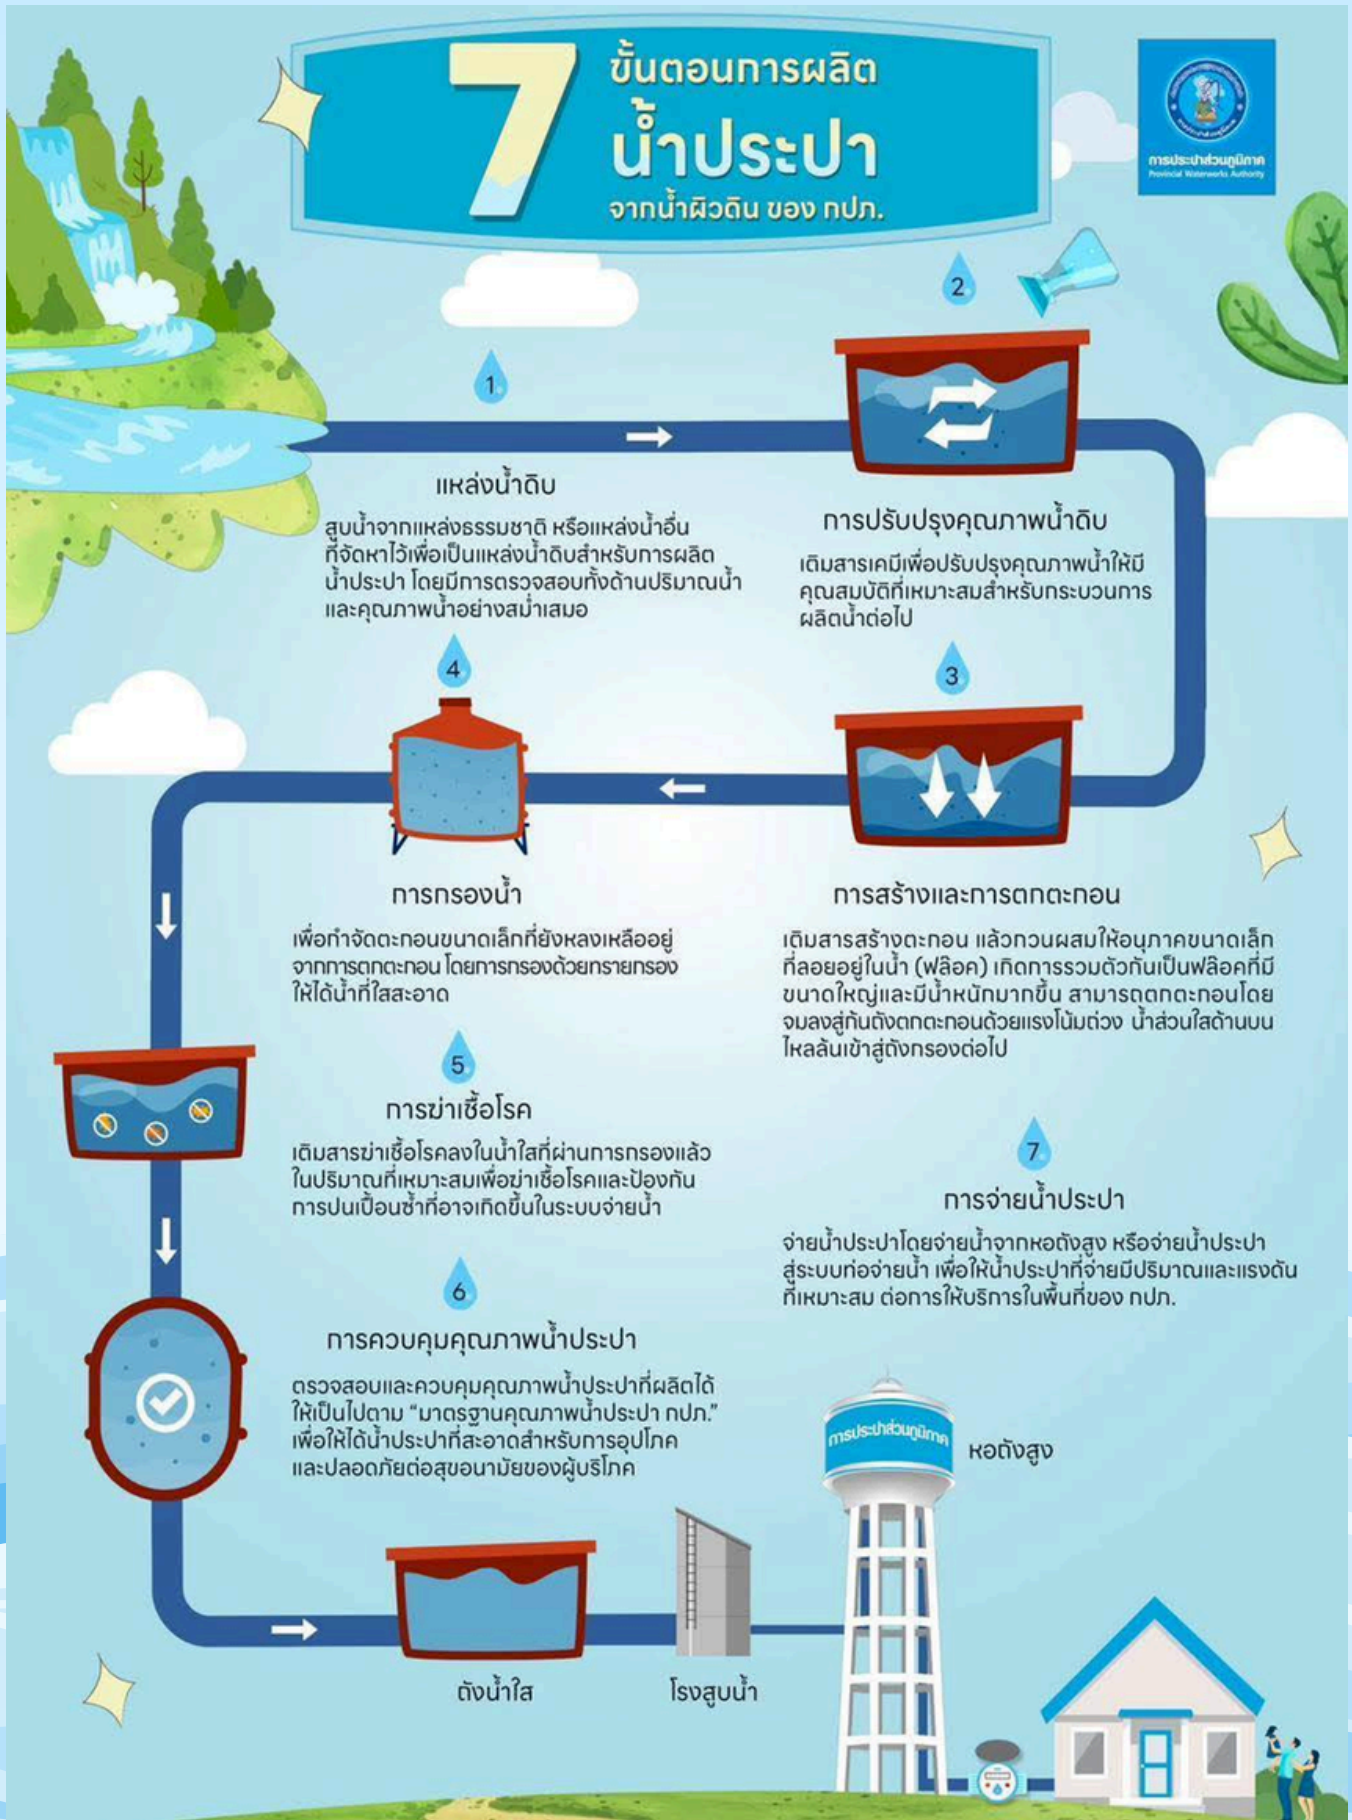 7
ขั้นตอนการผลิต
น้ำประปา
จากน้ำผิวดิน ของ กปภ.
การประปาส่วนภูมิภาค
Provincial Waterworks Authority
1.
แหล่งน้ำดิบ
สูบน้ำจากแหล่งธรรมชาติ หรือแหล่งน้ำอื่น
ที่จัดหาไว้เพื่อเป็นแหล่งน้ำดิบสำหรับการผลิต
น้ำประปา โดยมีการตรวจสอบทั้งด้านปริมาณน้ำ
และคุณภาพน้ำอย่างสม่ำเสมอ
2.
การปรับปรุงคุณภาพน้ำดิบ
เติมสารเคมีเพื่อปรับปรุงคุณภาพน้ำให้มี
คุณสมบัติที่เหมาะสมสำหรับกระบวนการ
ผลิตน้ำต่อไป
3.
การสร้างและการตกตะกอน
เติมสารสร้างตะกอน แล้วกวนผสมให้อนุภาคขนาดเล็ก
ที่ลอยอยู่ในน้ำ (ฟล๊อค) เกิดการรวมตัวกันเป็นฟล๊อคที่มี
ขนาดใหญ่และมีน้ำหนักมากขึ้น สามารถตกตะกอนโดย
จมลงสู่ก้นถังตกตะกอนด้วยแรงโน้มถ่วง น้ำส่วนใสด้านบน
ไหลล้นเข้าสู่ถังกรองต่อไป
4.
การกรองน้ำ
เพื่อกำจัดตะกอนขนาดเล็กที่ยังหลงเหลืออยู่
จากการตกตะกอน โดยการกรองด้วยทรายกรอง
ให้ได้น้ำที่ใสสะอาด
5.
การฆ่าเชื้อโรค
เติมสารฆ่าเชื้อโรคลงในน้ำใสที่ผ่านการกรองแล้ว
ในปริมาณที่เหมาะสมเพื่อฆ่าเชื้อโรคและป้องกัน
การปนเปื้อนซ้ำที่อาจเกิดขึ้นในระบบจ่ายน้ำ
6.
การควบคุมคุณภาพน้ำประปา
ตรวจสอบและควบคุมคุณภาพน้ำประปาที่ผลิตได้
ให้เป็นไปตาม “มาตรฐานคุณภาพน้ำประปา กปภ.”
เพื่อให้ได้น้ำประปาที่สะอาดสำหรับการอุปโภค
และปลอดภัยต่อสุขอนามัยของผู้บริโภค
7.
การจ่ายน้ำประปา
จ่ายน้ำประปาโดยจ่ายน้ำจากหอถังสูง หรือจ่ายน้ำประปา
สู่ระบบท่อจ่ายน้ำ เพื่อให้น้ำประปาที่จ่ายมีปริมาณและแรงดัน
ที่เหมาะสม ต่อการให้บริการในพื้นที่ของ กปภ.
การประปาส่วนภูมิภาค
หอถังสูง
ถังน้ำใส
โรงสูบน้ำ